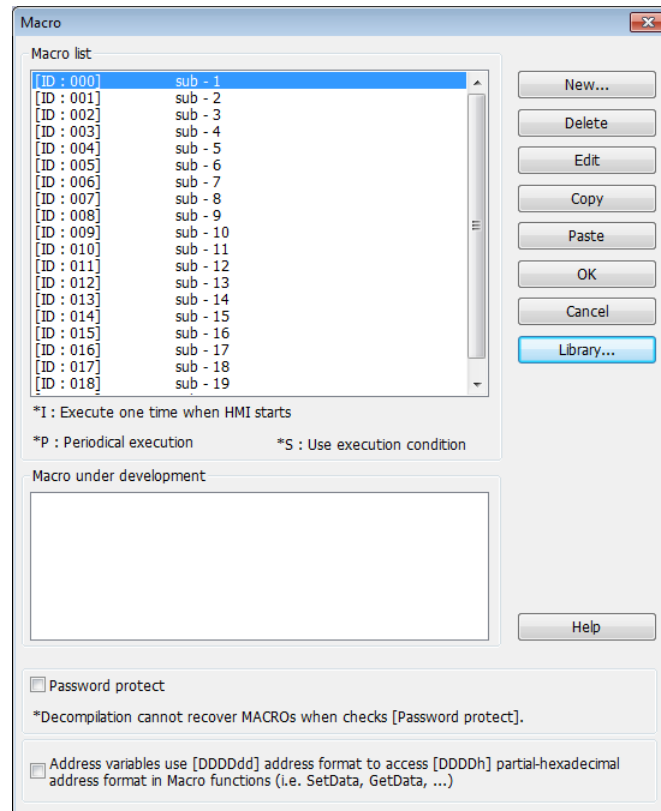 Macro
Macro list
[ID : 000] sub - 1
[ID : 001] sub - 2
[ID : 002] sub - 3
[ID : 003] sub - 4
[ID : 004] sub - 5
[ID : 005] sub - 6
[ID : 006] sub - 7
[ID : 007] sub - 8
[ID : 008] sub - 9
[ID : 009] sub - 10
[ID : 010] sub - 11
[ID : 011] sub - 12
[ID : 012] sub - 13
[ID : 013] sub - 14
[ID : 014] sub - 15
[ID : 015] sub - 16
[ID : 016] sub - 17
[ID : 017] sub - 18
[ID : 018] sub - 19
*I : Execute one time when HMI starts
*P : Periodical execution *S : Use execution condition
New...
Delete
Edit
Copy
Paste
OK
Cancel
Library...
Macro under development
Help
Password protect
*Decompilation cannot recover MACROs when checks [Password protect].
Address variables use [DDDDdd] address format to access [DDDDh] partial-hexadecimal
address format in Macro functions (i.e. SetData, GetData, ...)